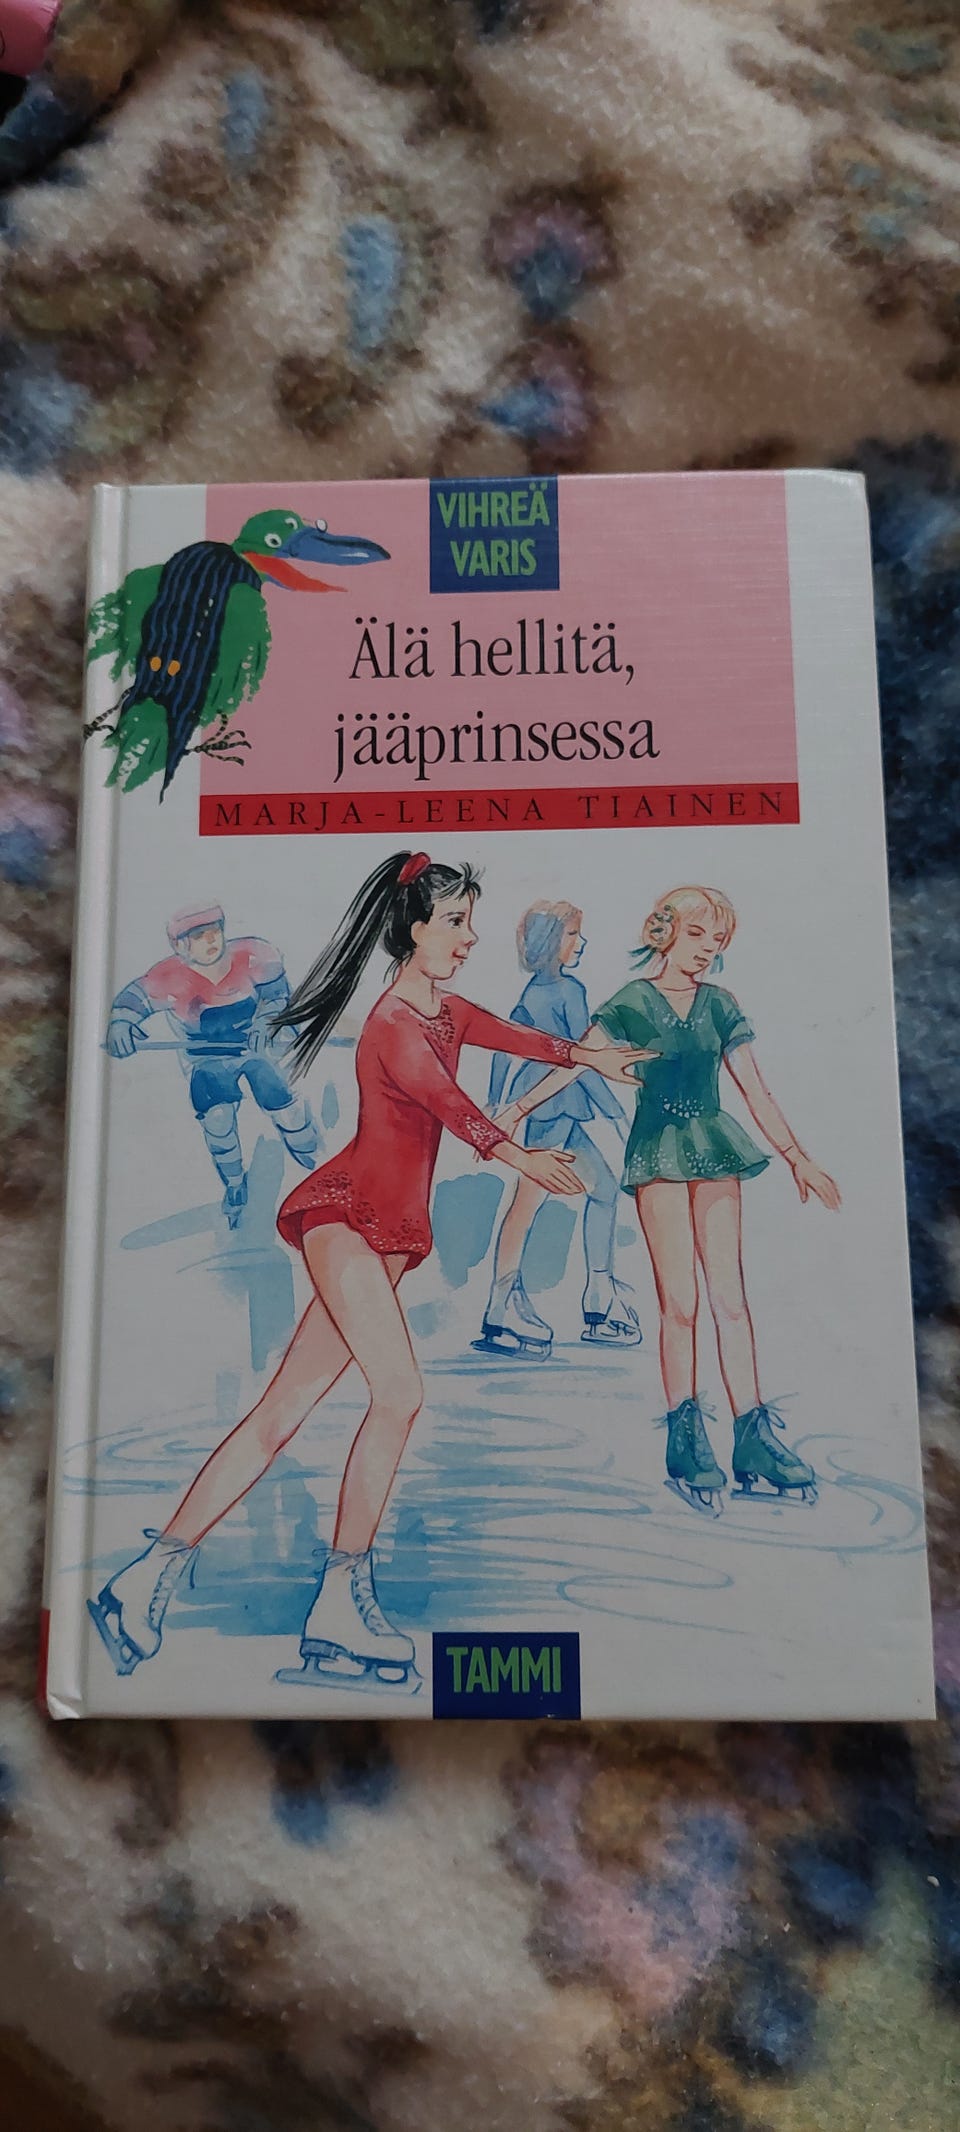 VIHREÄ
VARIS
Älä hellitä,
jääprinsessa
MARJA-LEENA TIAINEN
TAMMI